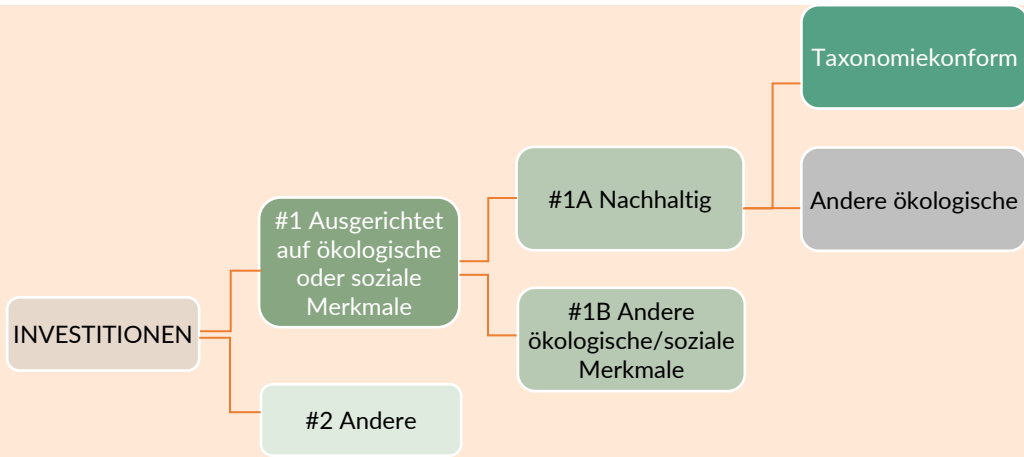 Taxonomiekonform
#1A Nachhaltig
Andere ökologische
#1 Ausgerichtet
auf ökologische
oder soziale
Merkmale
INVESTITIONEN
#1B Andere
ökologische/soziale
Merkmale
#2 Andere